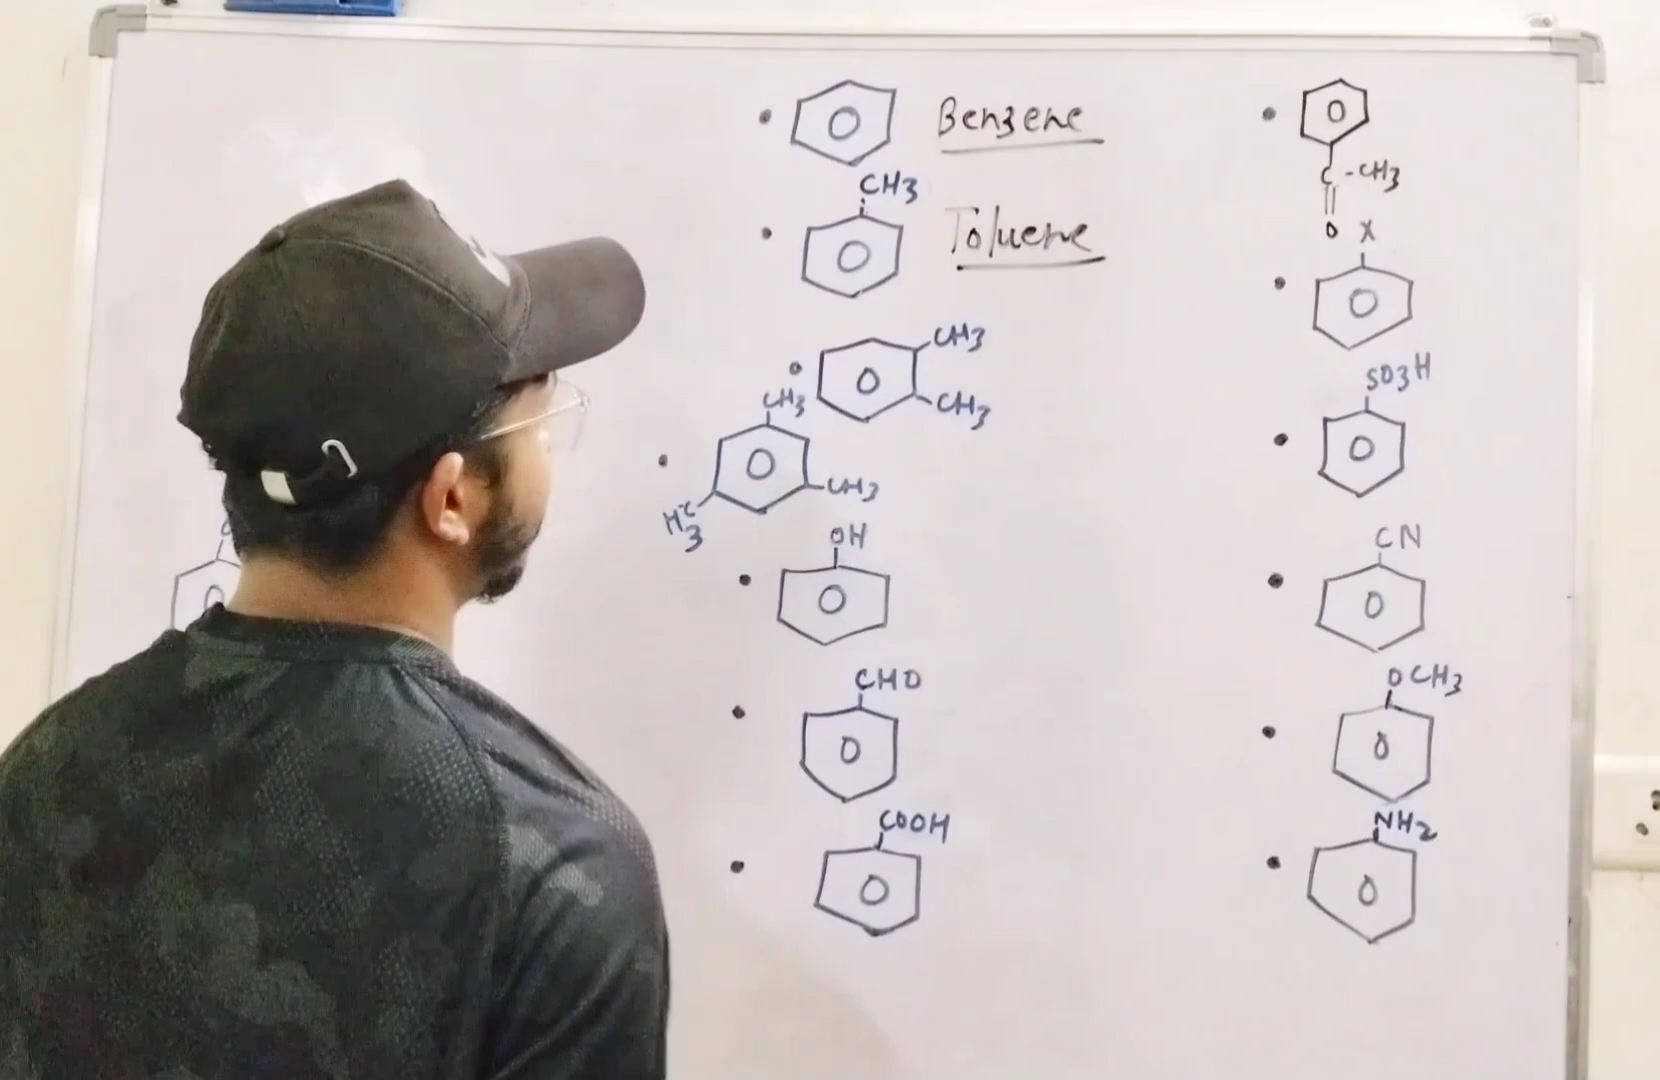 Benzene
CH3
Toluene
CH3
CH3
CH3
CH3
H3C
OH
CHO
COOH
C-CH3
O
X
SO3H
CN
OCH3
NH2